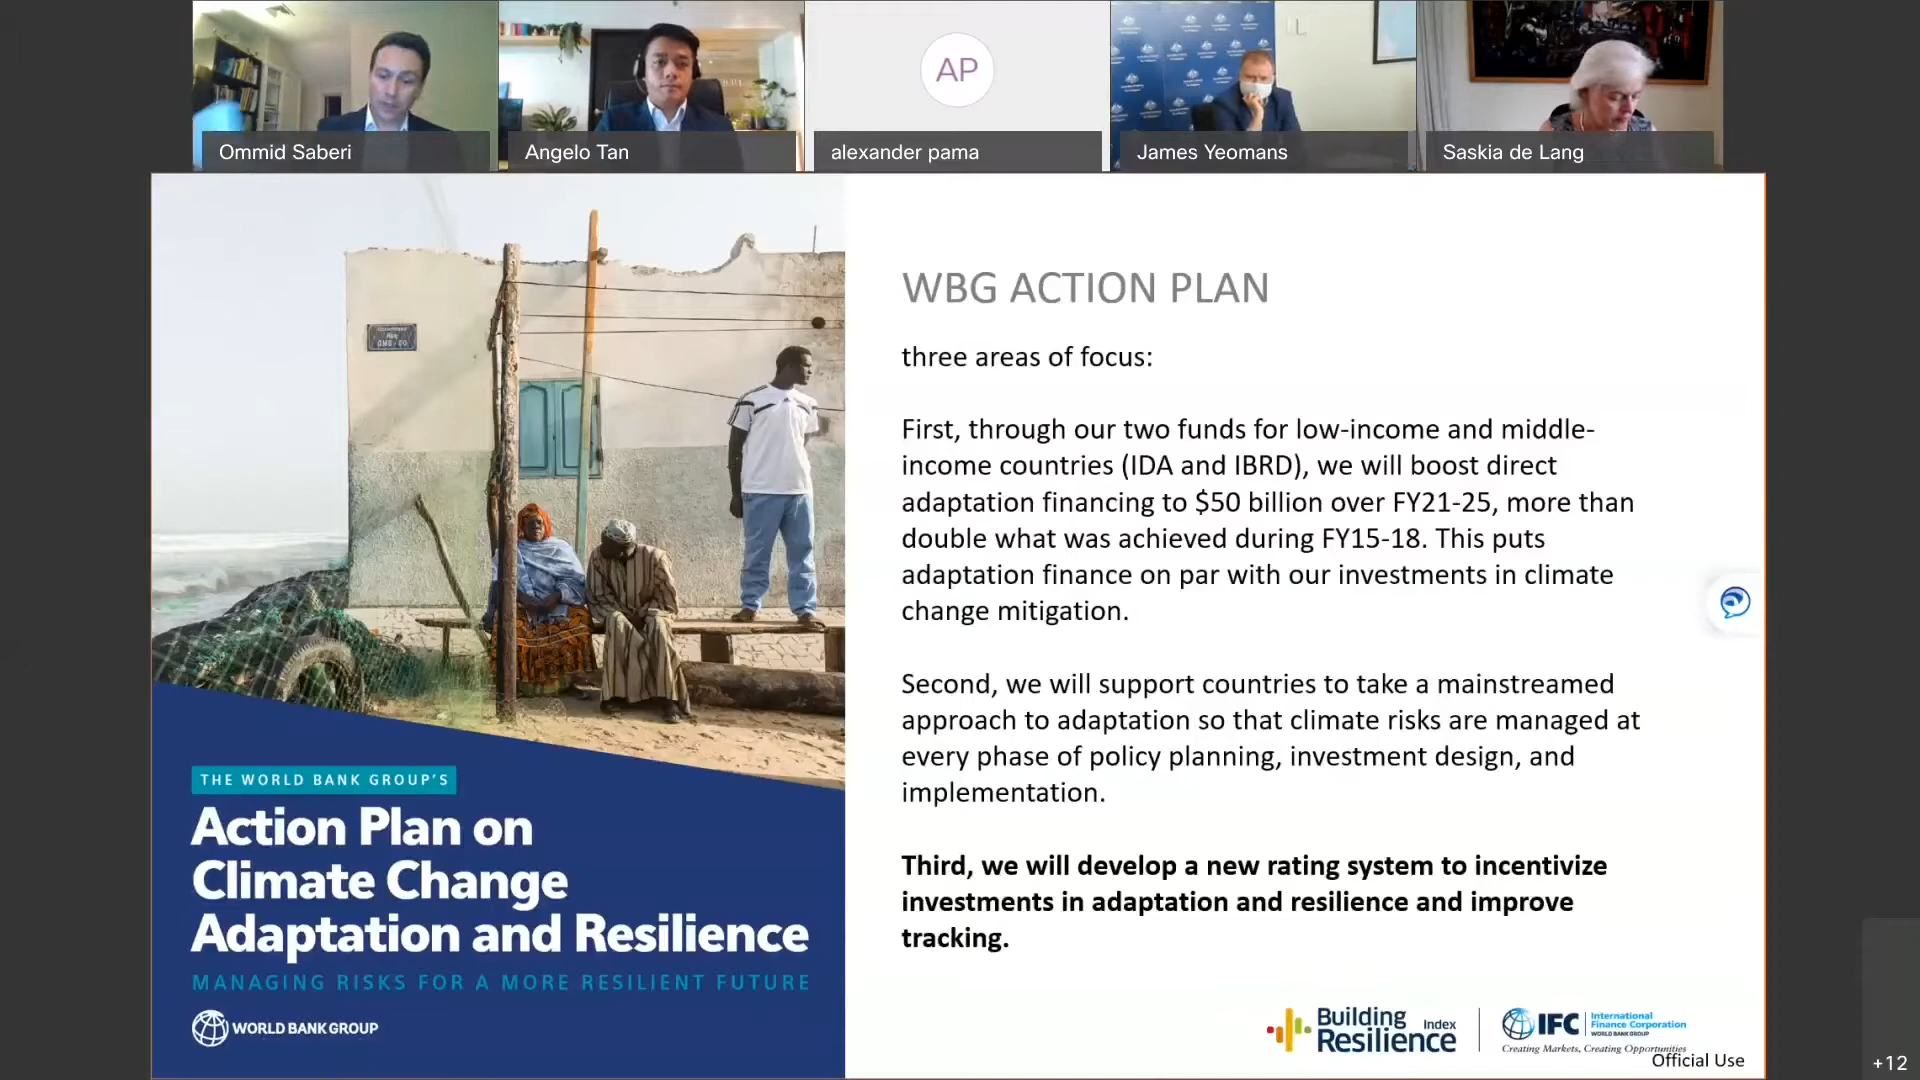 Ommid Saberi
Angelo Tan
AP
alexander pama
James Yeomans
Saskia de Lang
THE WORLD BANK GROUP'S
Action Plan on
Climate Change
Adaptation and Resilience
MANAGING RISKS FOR A MORE RESILIENT FUTURE
WORLD BANK GROUP
WBG ACTION PLAN
three areas of focus:
First, through our two funds for low-income and middle-
income countries (IDA and IBRD), we will boost direct
adaptation financing to $50 billion over FY21-25, more than
double what was achieved during FY15-18. This puts
adaptation finance on par with our investments in climate
change mitigation.
Second, we will support countries to take a mainstreamed
approach to adaptation so that climate risks are managed at
every phase of policy planning, investment design, and
implementation.
Third, we will develop a new rating system to incentivize
investments in adaptation and resilience and improve
tracking.
Building
Resilience Index
IFC
International
Finance Corporation
WORLD BANK GROUP
Creating Markets, Creating Opportunities
Official Use
+12